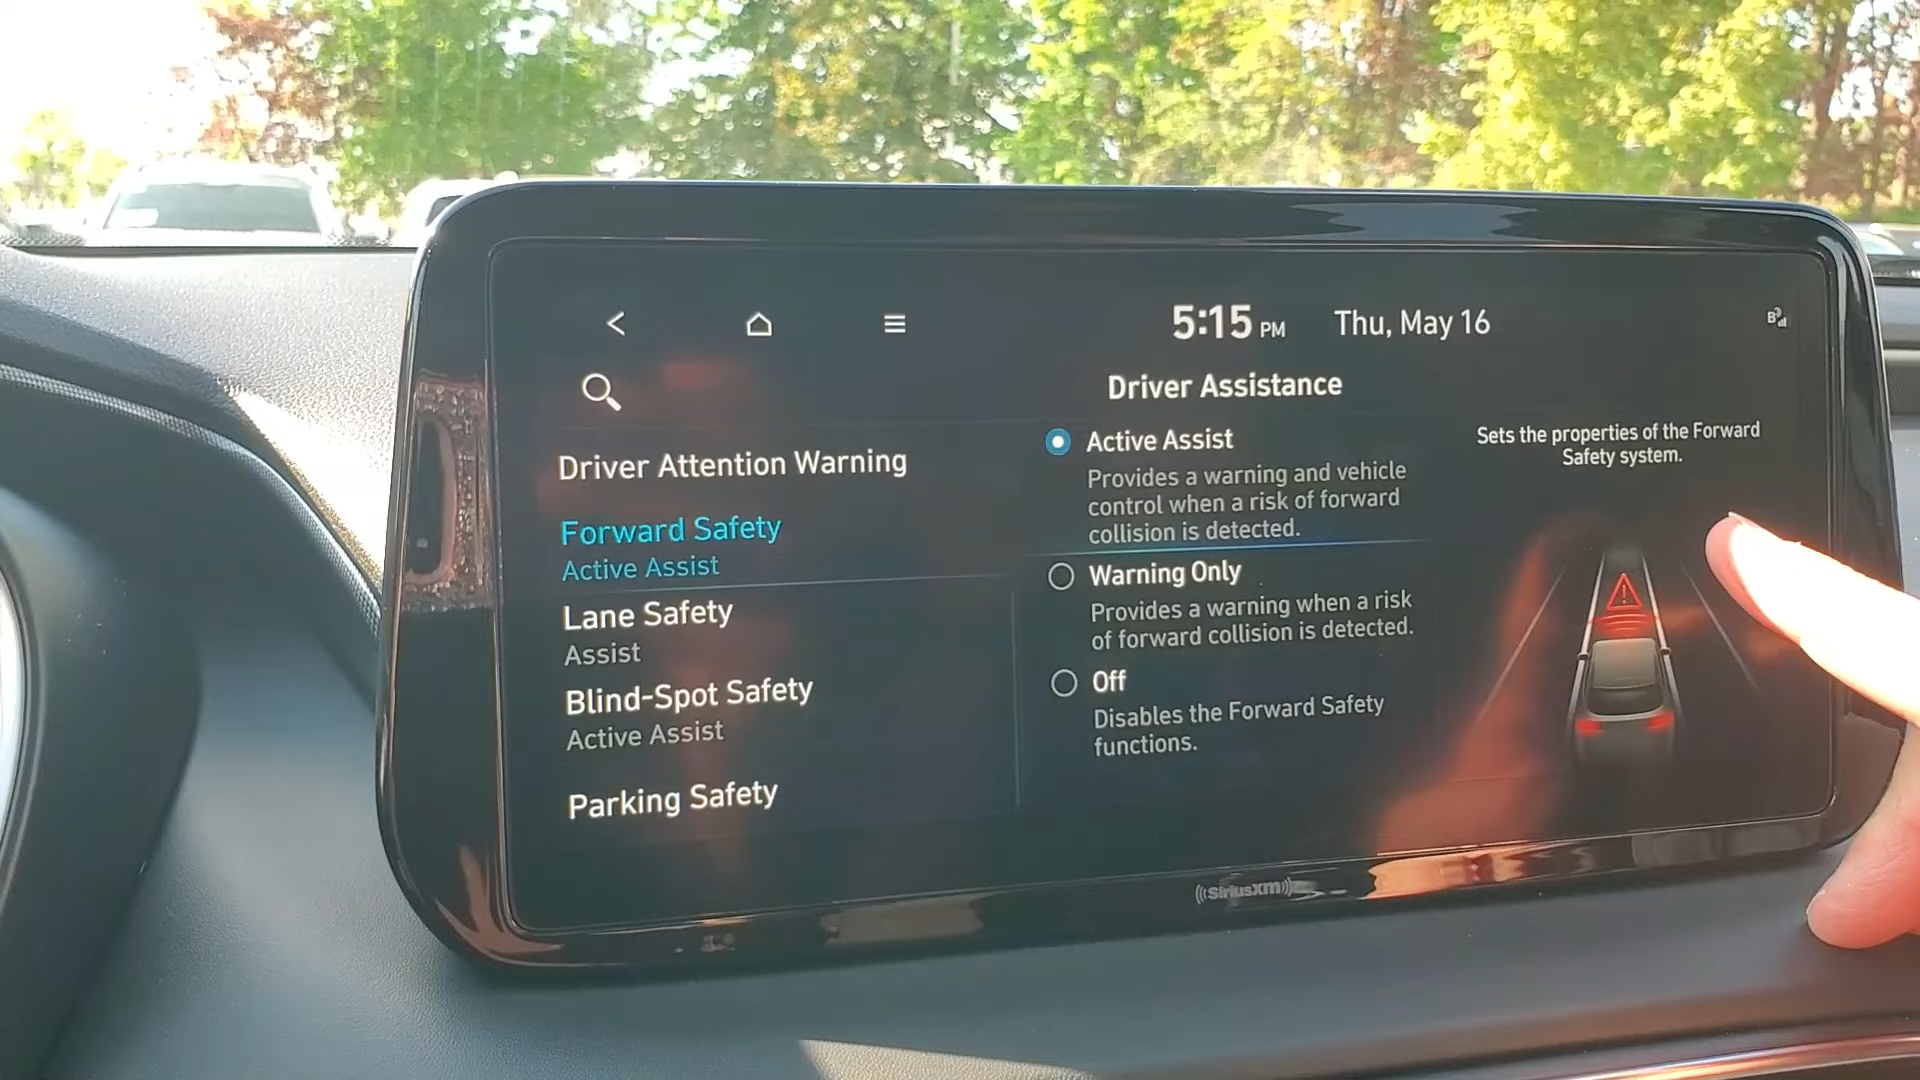 5:15 PM Thu, May 16
Driver Assistance
Driver Attention Warning
Forward Safety
Active Assist
Lane Safety
Assist
Blind-Spot Safety
Active Assist
Parking Safety
Active Assist
Provides a warning and vehicle
control when a risk of forward
collision is detected.
Warning Only
Provides a warning when a risk
of forward collision is detected.
Off
Disables the Forward Safety
functions.
Sets the properties of the Forward
Safety system.
((SiriusXM))